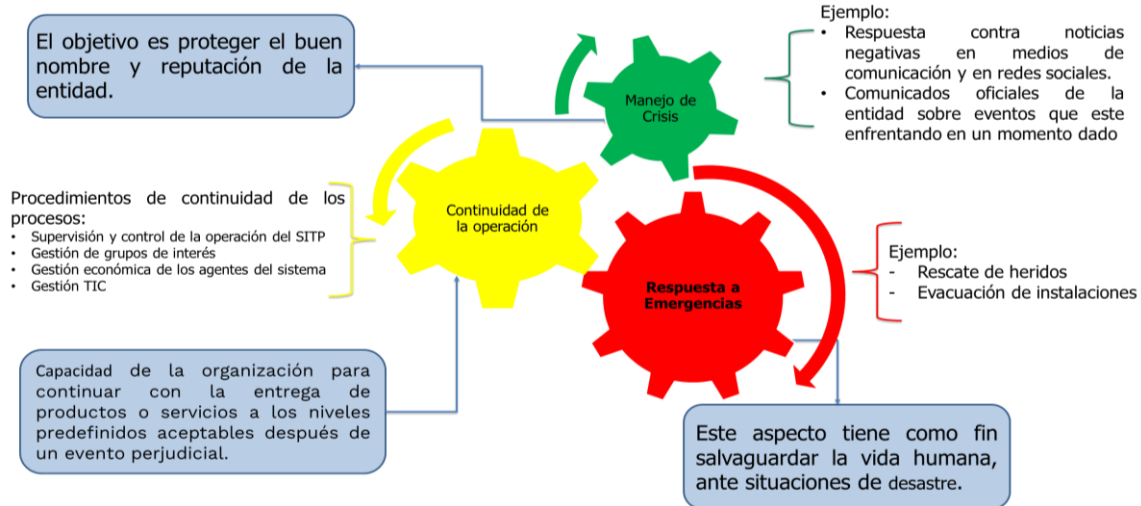 El objetivo es proteger el buen
nombre y reputación de la
entidad.
Manejo de
Crisis
Ejemplo:
• Respuesta contra noticias
negativas en medios de
comunicación y en redes sociales.
• Comunicados oficiales de la
entidad sobre eventos que este
enfrentando en un momento dado
Procedimientos de continuidad de los
procesos:
• Supervisión y control de la operación del SITP
• Gestión de grupos de interés
• Gestión económica de los agentes del sistema
• Gestión TIC
Continuidad de
la operación
Respuesta a
Emergencias
Ejemplo:
- Rescate de heridos
- Evacuación de instalaciones
Capacidad de la organización para
continuar con la entrega de
productos o servicios a los niveles
predefinidos aceptables después de
un evento perjudicial.
Este aspecto tiene como fin
salvaguardar la vida humana,
ante situaciones de desastre.